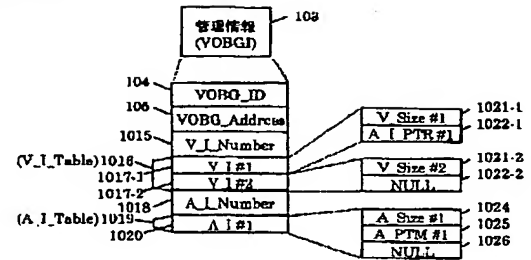 管理情報 103
(VOBGI)
104 VOBG_ID
106 VOBG_Address
1015 V_I_Number
(V_I_Table)1016
1017-1 V_I#1
1017-2 V_I#2
1018 A_I_Number
(A_I_Table)1019
1020 A_I#1
V_Size #1 1021-1
A_I_PTR#1 1022-1
V_Size #2 1021-2
NULL 1022-2
A_Size #1 1024
A_PTM #1 1025
NULL 1026